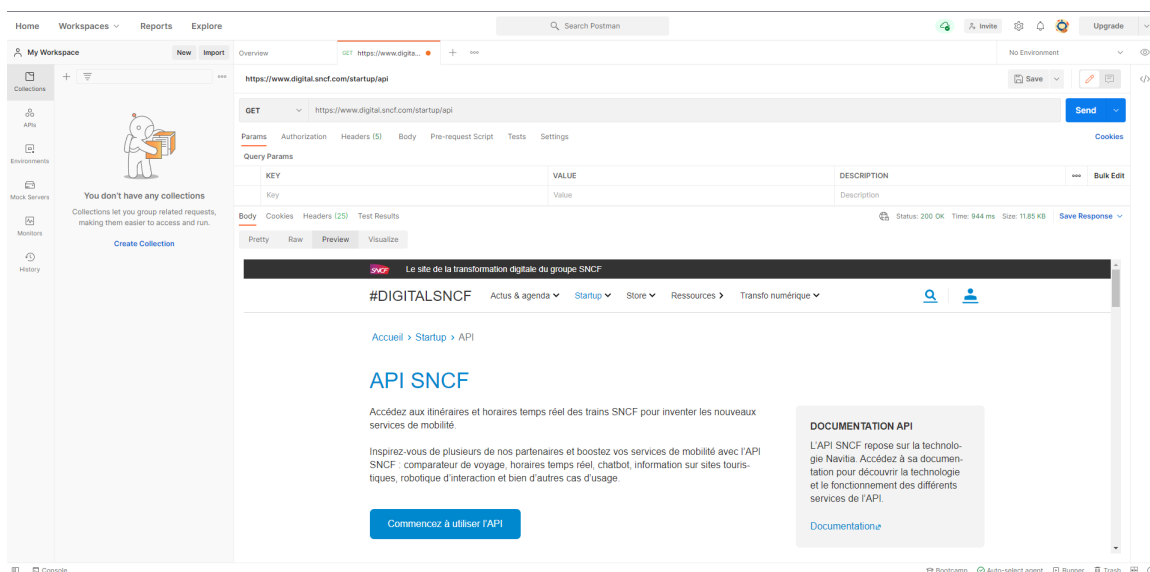 Home Workspaces Reports Explore Search Postman Invite Upgrade
My Workspace New Import Overview GET https://www.digita... No Environment
Collections
https://www.digital.sncf.com/startup/api Save
APIs
GET https://www.digital.sncf.com/startup/api Send
Params Authorization Headers (5) Body Pre-request Script Tests Settings Cookies
Environments
Query Params
KEY VALUE DESCRIPTION Bulk Edit
Mock Servers
Key Value Description
You don't have any collections
Collections let you group related requests,
making them easier to access and run.
Create Collection
Monitors
History
Body Cookies Headers (25) Test Results Status: 200 OK Time: 944 ms Size: 11.85 KB Save Response
Pretty Raw Preview Visualize
SNCF Le site de la transformation digitale du groupe SNCF
#DIGITALSNCF Actus & agenda Startup Store Ressources Transfo numérique
Accueil > Startup > API
API SNCF
Accédez aux itinéraires et horaires temps réel des trains SNCF pour inventer les nouveaux
services de mobilité.
Inspirez-vous de plusieurs de nos partenaires et boostez vos services de mobilité avec l'API
SNCF : comparateur de voyage, horaires temps réel, chatbot, information sur sites touris-
tiques, robotique d'interaction et bien d'autres cas d'usage.
Commencez à utiliser l'API
DOCUMENTATION API
L'API SNCF repose sur la technolo-
gie Navitia. Accédez à sa documen-
tation pour découvrir la technologie
et le fonctionnement des différents
services de l'API.
Documentation
Console Bootcamp Auto-select agent Runner Trash